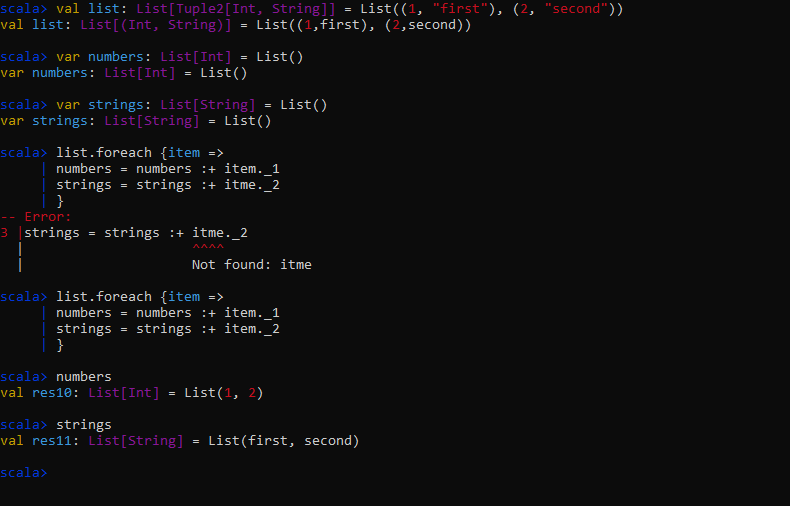 scala> val list: List[Tuple2[Int, String]] = List((1, "first"), (2, "second"))
val list: List[(Int, String)] = List((1,first), (2,second))
scala> var numbers: List[Int] = List()
var numbers: List[Int] = List()
scala> var strings: List[String] = List()
var strings: List[String] = List()
scala> list.foreach {item =>
     | numbers = numbers :+ item._1
     | strings = strings :+ itme._2
     | }
-- Error:
3 |strings = strings :+ itme._2
  |                     ^^^^
  |                     Not found: itme
scala> list.foreach {item =>
     | numbers = numbers :+ item._1
     | strings = strings :+ item._2
     | }
scala> numbers
val res10: List[Int] = List(1, 2)
scala> strings
val res11: List[String] = List(first, second)
scala>